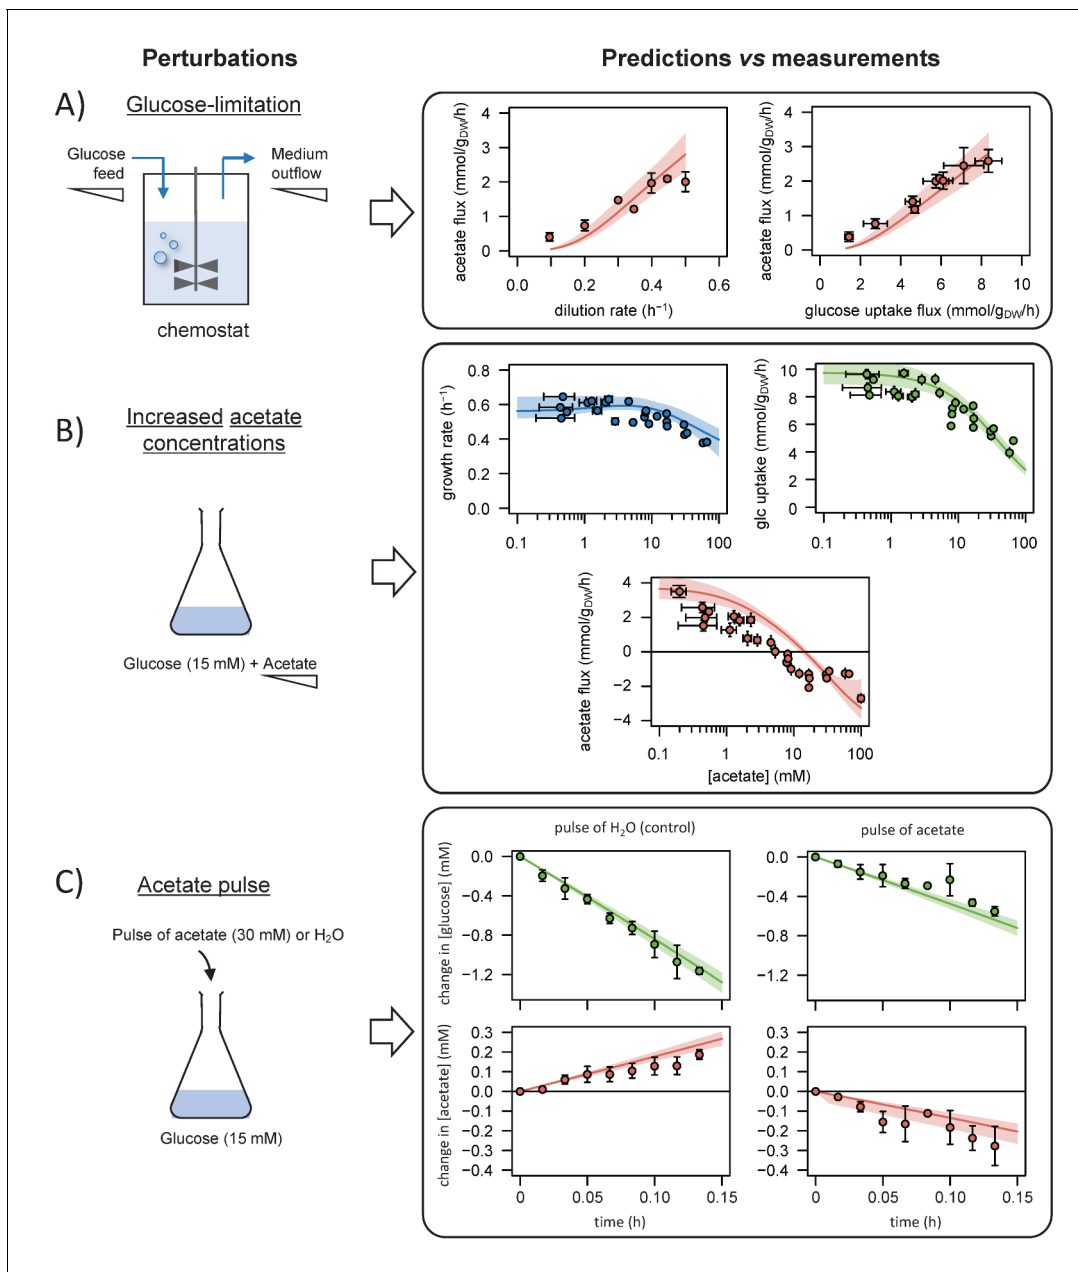 Perturbations
Predictions vs measurements
A)
Glucose-limitation
Glucose
feed
Medium
outflow
chemostat
acetate flux (mmol/gDW/h)
4
3
2
1
0
0.0
0.2
0.4
0.6
dilution rate (h⁻¹)
acetate flux (mmol/gDW/h)
4
3
2
1
0
0
2
4
6
8
10
glucose uptake flux (mmol/gDW/h)
B)
Increased acetate
concentrations
Glucose (15 mM) + Acetate
growth rate (h⁻¹)
0.8
0.6
0.4
0.2
0.0
0.1
1
10
100
glc uptake (mmol/gDW/h)
10
8
6
4
2
0
0.1
1
10
100
acetate flux (mmol/gDW/h)
4
2
0
−2
−4
0.1
1
10
100
[acetate] (mM)
C)
Acetate pulse
Pulse of acetate (30 mM) or H₂O
Glucose (15 mM)
pulse of H₂O (control)
pulse of acetate
change in [glucose] (mM)
0.0
−0.4
−0.8
−1.2
0.0
−0.4
−0.8
−1.2
change in [acetate] (mM)
0.3
0.2
0.1
0.0
−0.1
−0.2
−0.3
−0.4
0
0.05
0.10
0.15
time (h)
0.3
0.2
0.1
0.0
−0.1
−0.2
−0.3
−0.4
0
0.05
0.10
0.15
time (h)